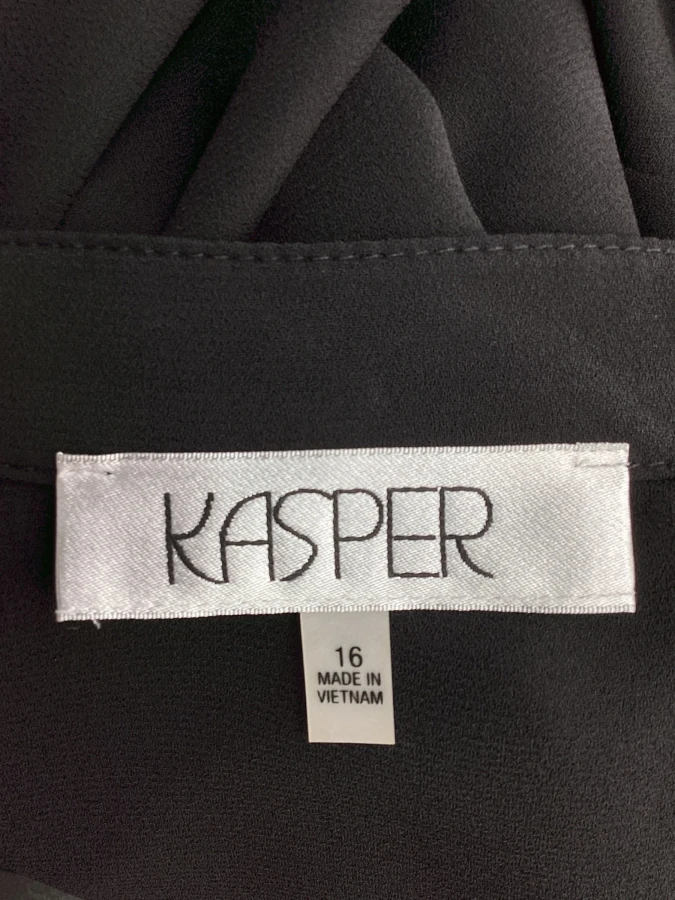 KASPER
16
MADE IN
VIETNAM